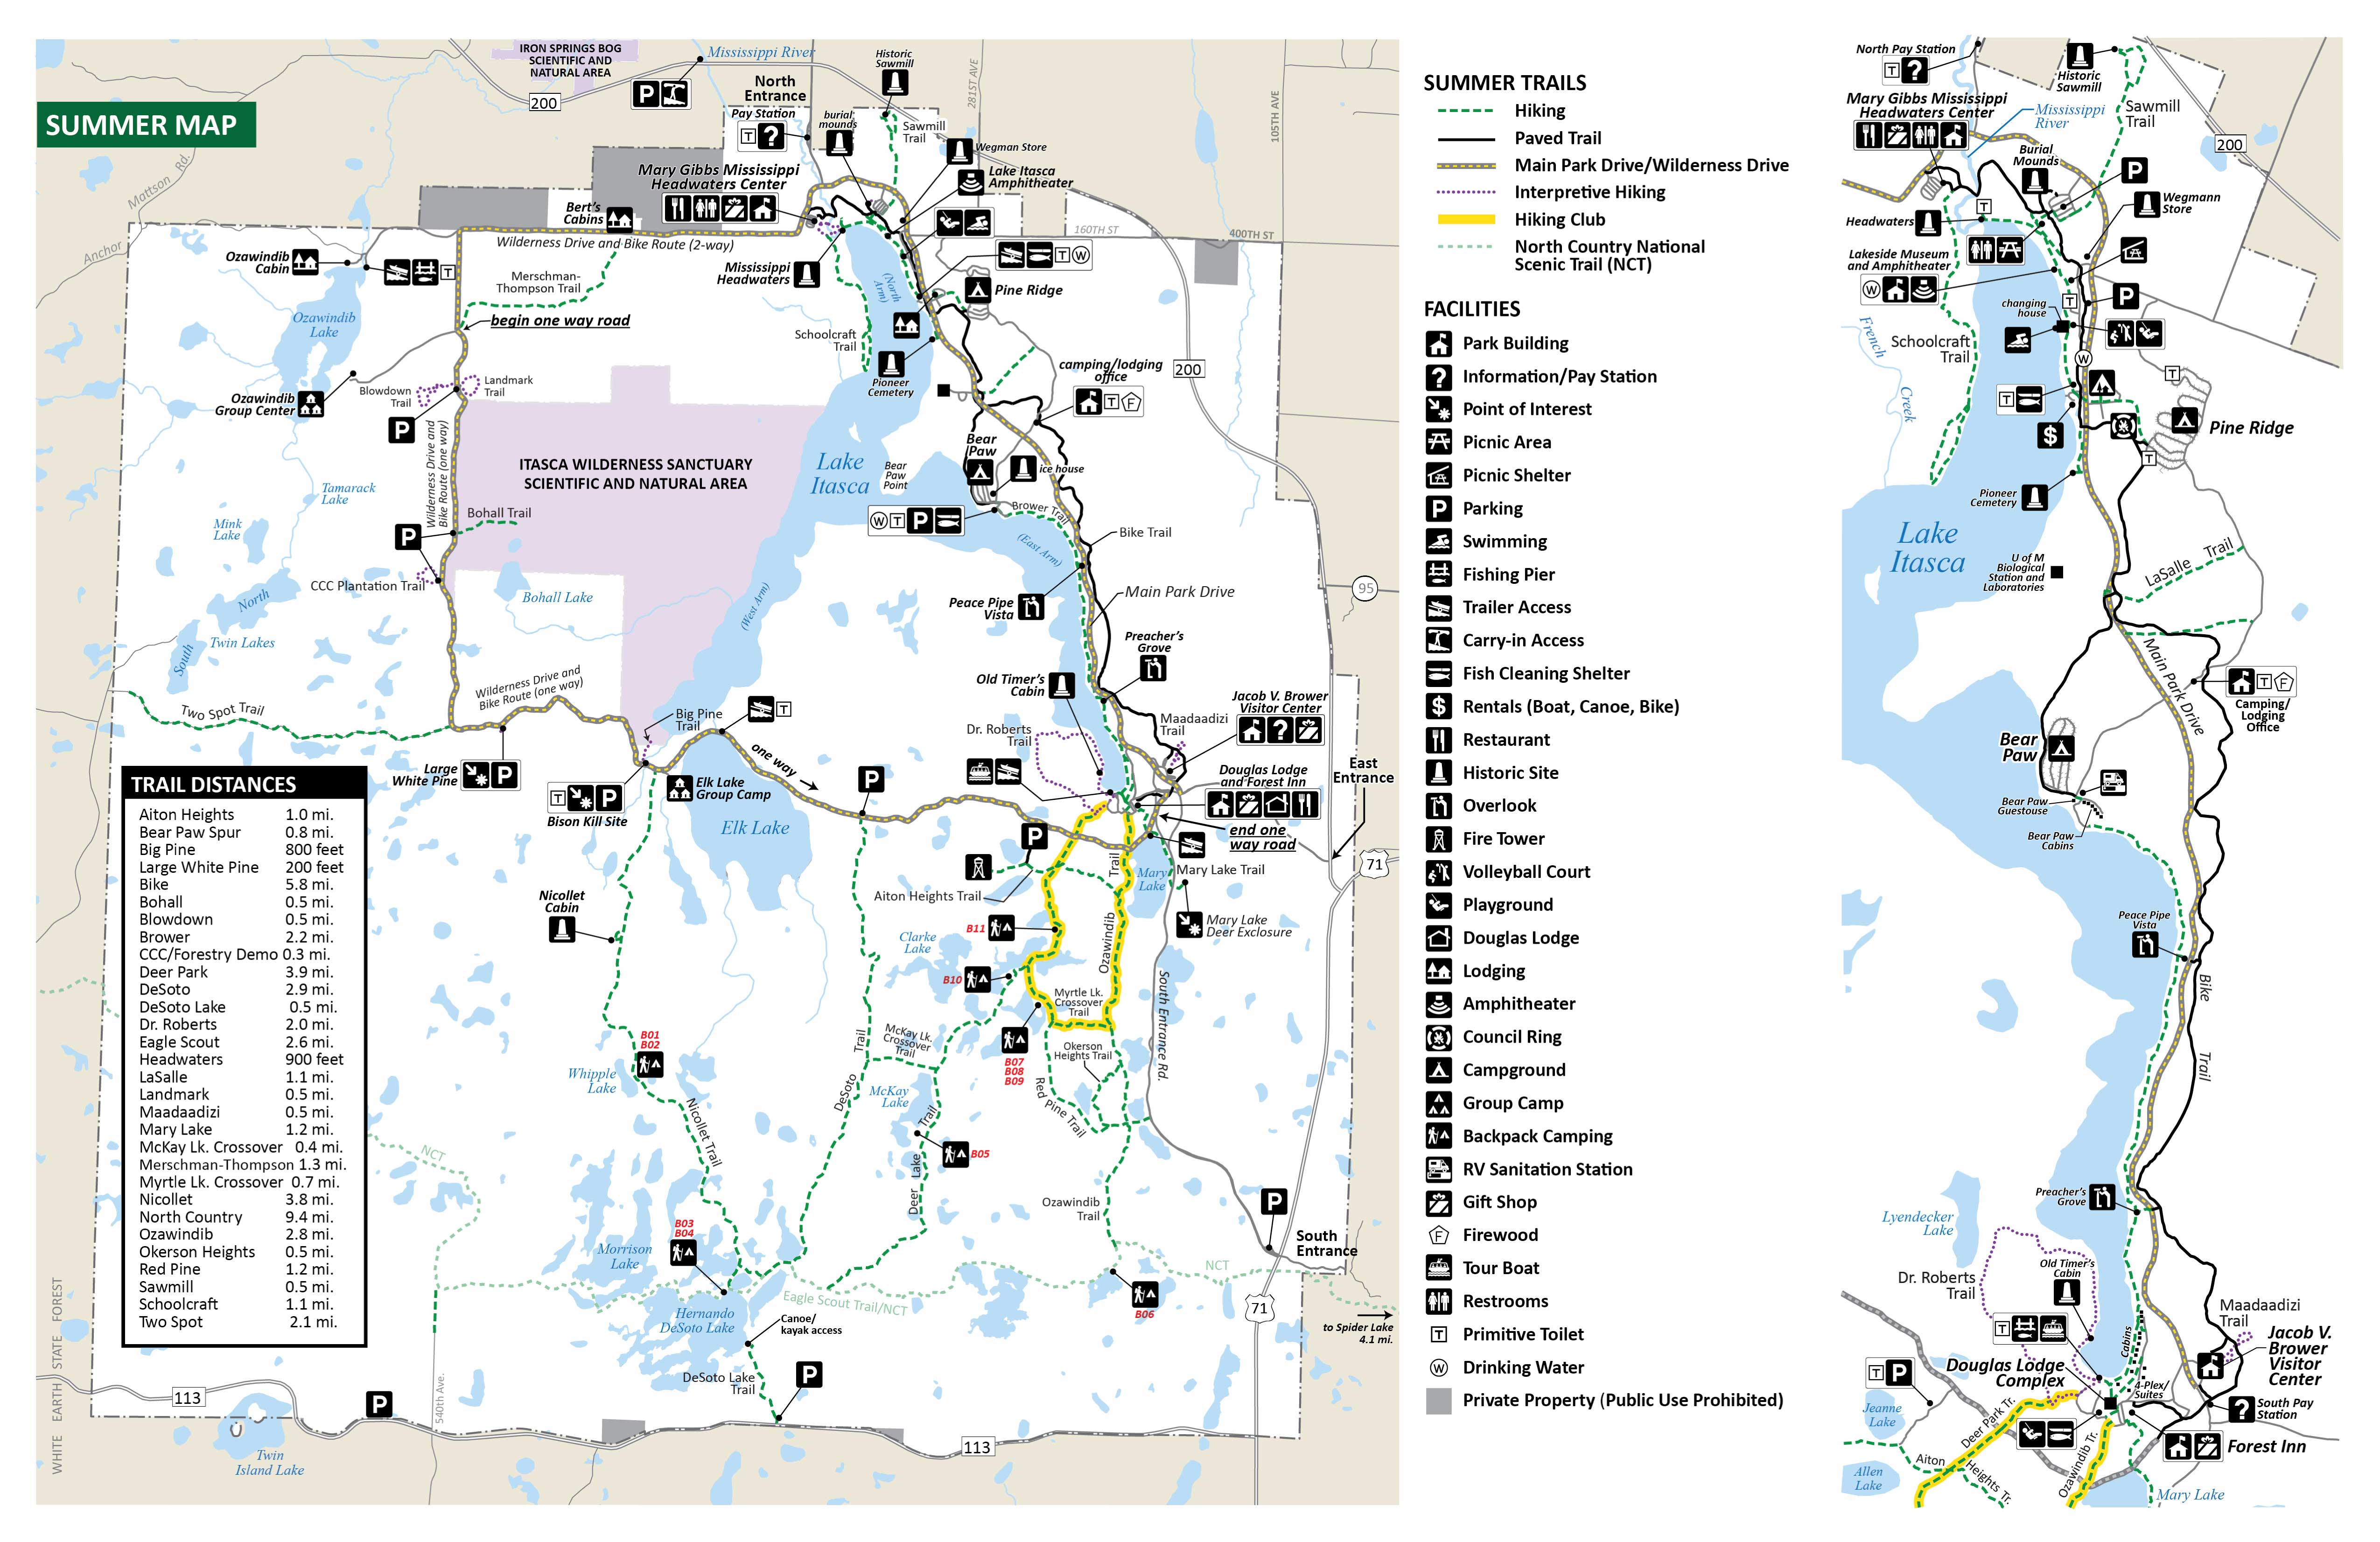 SUMMER MAP
IRON SPRINGS BOG
SCIENTIFIC AND
NATURAL AREA
Mississippi River
200
Historic
Sawmill
North
Entrance
Pay Station
T ?
burial
mounds
Sawmill
Trail
281ST AVE
105TH AVE
Mattson Rd.
Anchor
Wegman Store
Lake Itasca
Amphitheater
Mary Gibbs Mississippi
Headwaters Center
Bert's
Cabins
Wilderness Drive and Bike Route (2-way)
160TH ST
400TH ST
Ozawindib
Cabin
T
Merschman-
Thompson Trail
Mississippi
Headwaters
(North
Arm)
T W
Pine Ridge
Ozawindib
Lake
begin one way road
Schoolcraft
Trail
Pioneer
Cemetery
camping/lodging
office
T F
200
Ozawindib
Group Center
Blowdown
Trail
Landmark
Trail
P
Wilderness Drive and
Bike Route (one way)
ITASCA WILDERNESS SANCTUARY
SCIENTIFIC AND NATURAL AREA
Lake
Itasca
Bear
Paw
Point
Bear
Paw
ice house
Tamarack
Lake
Mink
Lake
Bohall Trail
P
W T P
Brower Trail
(East Arm)
Bike Trail
CCC Plantation Trail
North
Twin Lakes
South
Bohall Lake
(West Arm)
Peace Pipe
Vista
Main Park Drive
95
Preacher's
Grove
Two Spot Trail
Wilderness Drive and
Bike Route (one way)
Old Timer's
Cabin
Jacob V. Brower
Visitor Center
Big Pine
Trail
T
Dr. Roberts
Trail
Maadaadizi
Trail
Large
White Pine
P
T P
Bison Kill Site
Elk Lake
Group Camp
one way
P
Douglas Lodge
and Forest Inn
East
Entrance
Elk Lake
end one
way road
71
P
Aiton Heights Trail
Trail
Mary
Lake
Mary Lake Trail
Nicollet
Cabin
Mary Lake
Deer Exclosure
B11
Clarke
Lake
B10
Ozawindib
Myrtle Lk.
Crossover
Trail
South Entrance Rd.
B01
B02
Whipple
Lake
McKay Lk.
Crossover
Trail
B07
B08
B09
Okerson
Heights Trail
Red Pine Trail
DeSoto Trail
McKay
Lake
Deer Lake Trail
B05
Nicollet Trail
NCT
Ozawindib
Trail
P
South
Entrance
B03
B04
Morrison
Lake
NCT
B06
Eagle Scout Trail/NCT
Hernando
DeSoto Lake
Canoe/
kayak access
71
to Spider Lake
4.1 mi.
DeSoto Lake
Trail
P
113
P
540th Ave.
113
Twin
Island Lake
WHITE EARTH STATE FOREST
TRAIL DISTANCES
Aiton Heights 1.0 mi.
Bear Paw Spur 0.8 mi.
Big Pine 800 feet
Large White Pine 200 feet
Bike 5.8 mi.
Bohall 0.5 mi.
Blowdown 0.5 mi.
Brower 2.2 mi.
CCC/Forestry Demo 0.3 mi.
Deer Park 3.9 mi.
DeSoto 2.9 mi.
DeSoto Lake 0.5 mi.
Dr. Roberts 2.0 mi.
Eagle Scout 2.6 mi.
Headwaters 900 feet
LaSalle 1.1 mi.
Landmark 0.5 mi.
Maadaadizi 0.5 mi.
Mary Lake 1.2 mi.
McKay Lk. Crossover 0.4 mi.
Merschman-Thompson 1.3 mi.
Myrtle Lk. Crossover 0.7 mi.
Nicollet 3.8 mi.
North Country 9.4 mi.
Ozawindib 2.8 mi.
Okerson Heights 0.5 mi.
Red Pine 1.2 mi.
Sawmill 0.5 mi.
Schoolcraft 1.1 mi.
Two Spot 2.1 mi.
SUMMER TRAILS
Hiking
Paved Trail
Main Park Drive/Wilderness Drive
Interpretive Hiking
Hiking Club
North Country National
Scenic Trail (NCT)
FACILITIES
Park Building
? Information/Pay Station
Point of Interest
Picnic Area
Picnic Shelter
P Parking
Swimming
Fishing Pier
Trailer Access
Carry-in Access
Fish Cleaning Shelter
$ Rentals (Boat, Canoe, Bike)
Restaurant
Historic Site
Overlook
Fire Tower
Volleyball Court
Playground
Douglas Lodge
Lodging
Amphitheater
Council Ring
Campground
Group Camp
Backpack Camping
RV Sanitation Station
Gift Shop
F Firewood
Tour Boat
Restrooms
T Primitive Toilet
W Drinking Water
Private Property (Public Use Prohibited)
North Pay Station
T ?
Historic
Sawmill
Mary Gibbs Mississippi
Headwaters Center
Mississippi
River
Sawmill
Trail
200
Burial
Mounds
P
Wegmann
Store
Headwaters
T
Lakeside Museum
and Amphitheater
W
changing
house
T
P
French Creek
Schoolcraft
Trail
W
T
T
$
Pine Ridge
T
Pioneer
Cemetery
Lake
Itasca
U of M
Biological
Station and
Laboratories
LaSalle Trail
Main Park Drive
T F
Camping/
Lodging
Office
Bear
Paw
Bear Paw
Guestouse
Bear Paw
Cabins
Peace Pipe
Vista
Bike Trail
Preacher's
Grove
Lyendecker
Lake
Old Timer's
Cabin
Dr. Roberts
Trail
Maadaadizi
Trail
T
Cabins
Jacob V.
Brower
Visitor
Center
Douglas Lodge
Complex
4-Plex/
Suites
T P
? South Pay
Station
Jeanne
Lake
Deer Park Tr.
Forest Inn
Aiton Heights Tr.
Ozawindib Tr.
Allen
Lake
Mary Lake